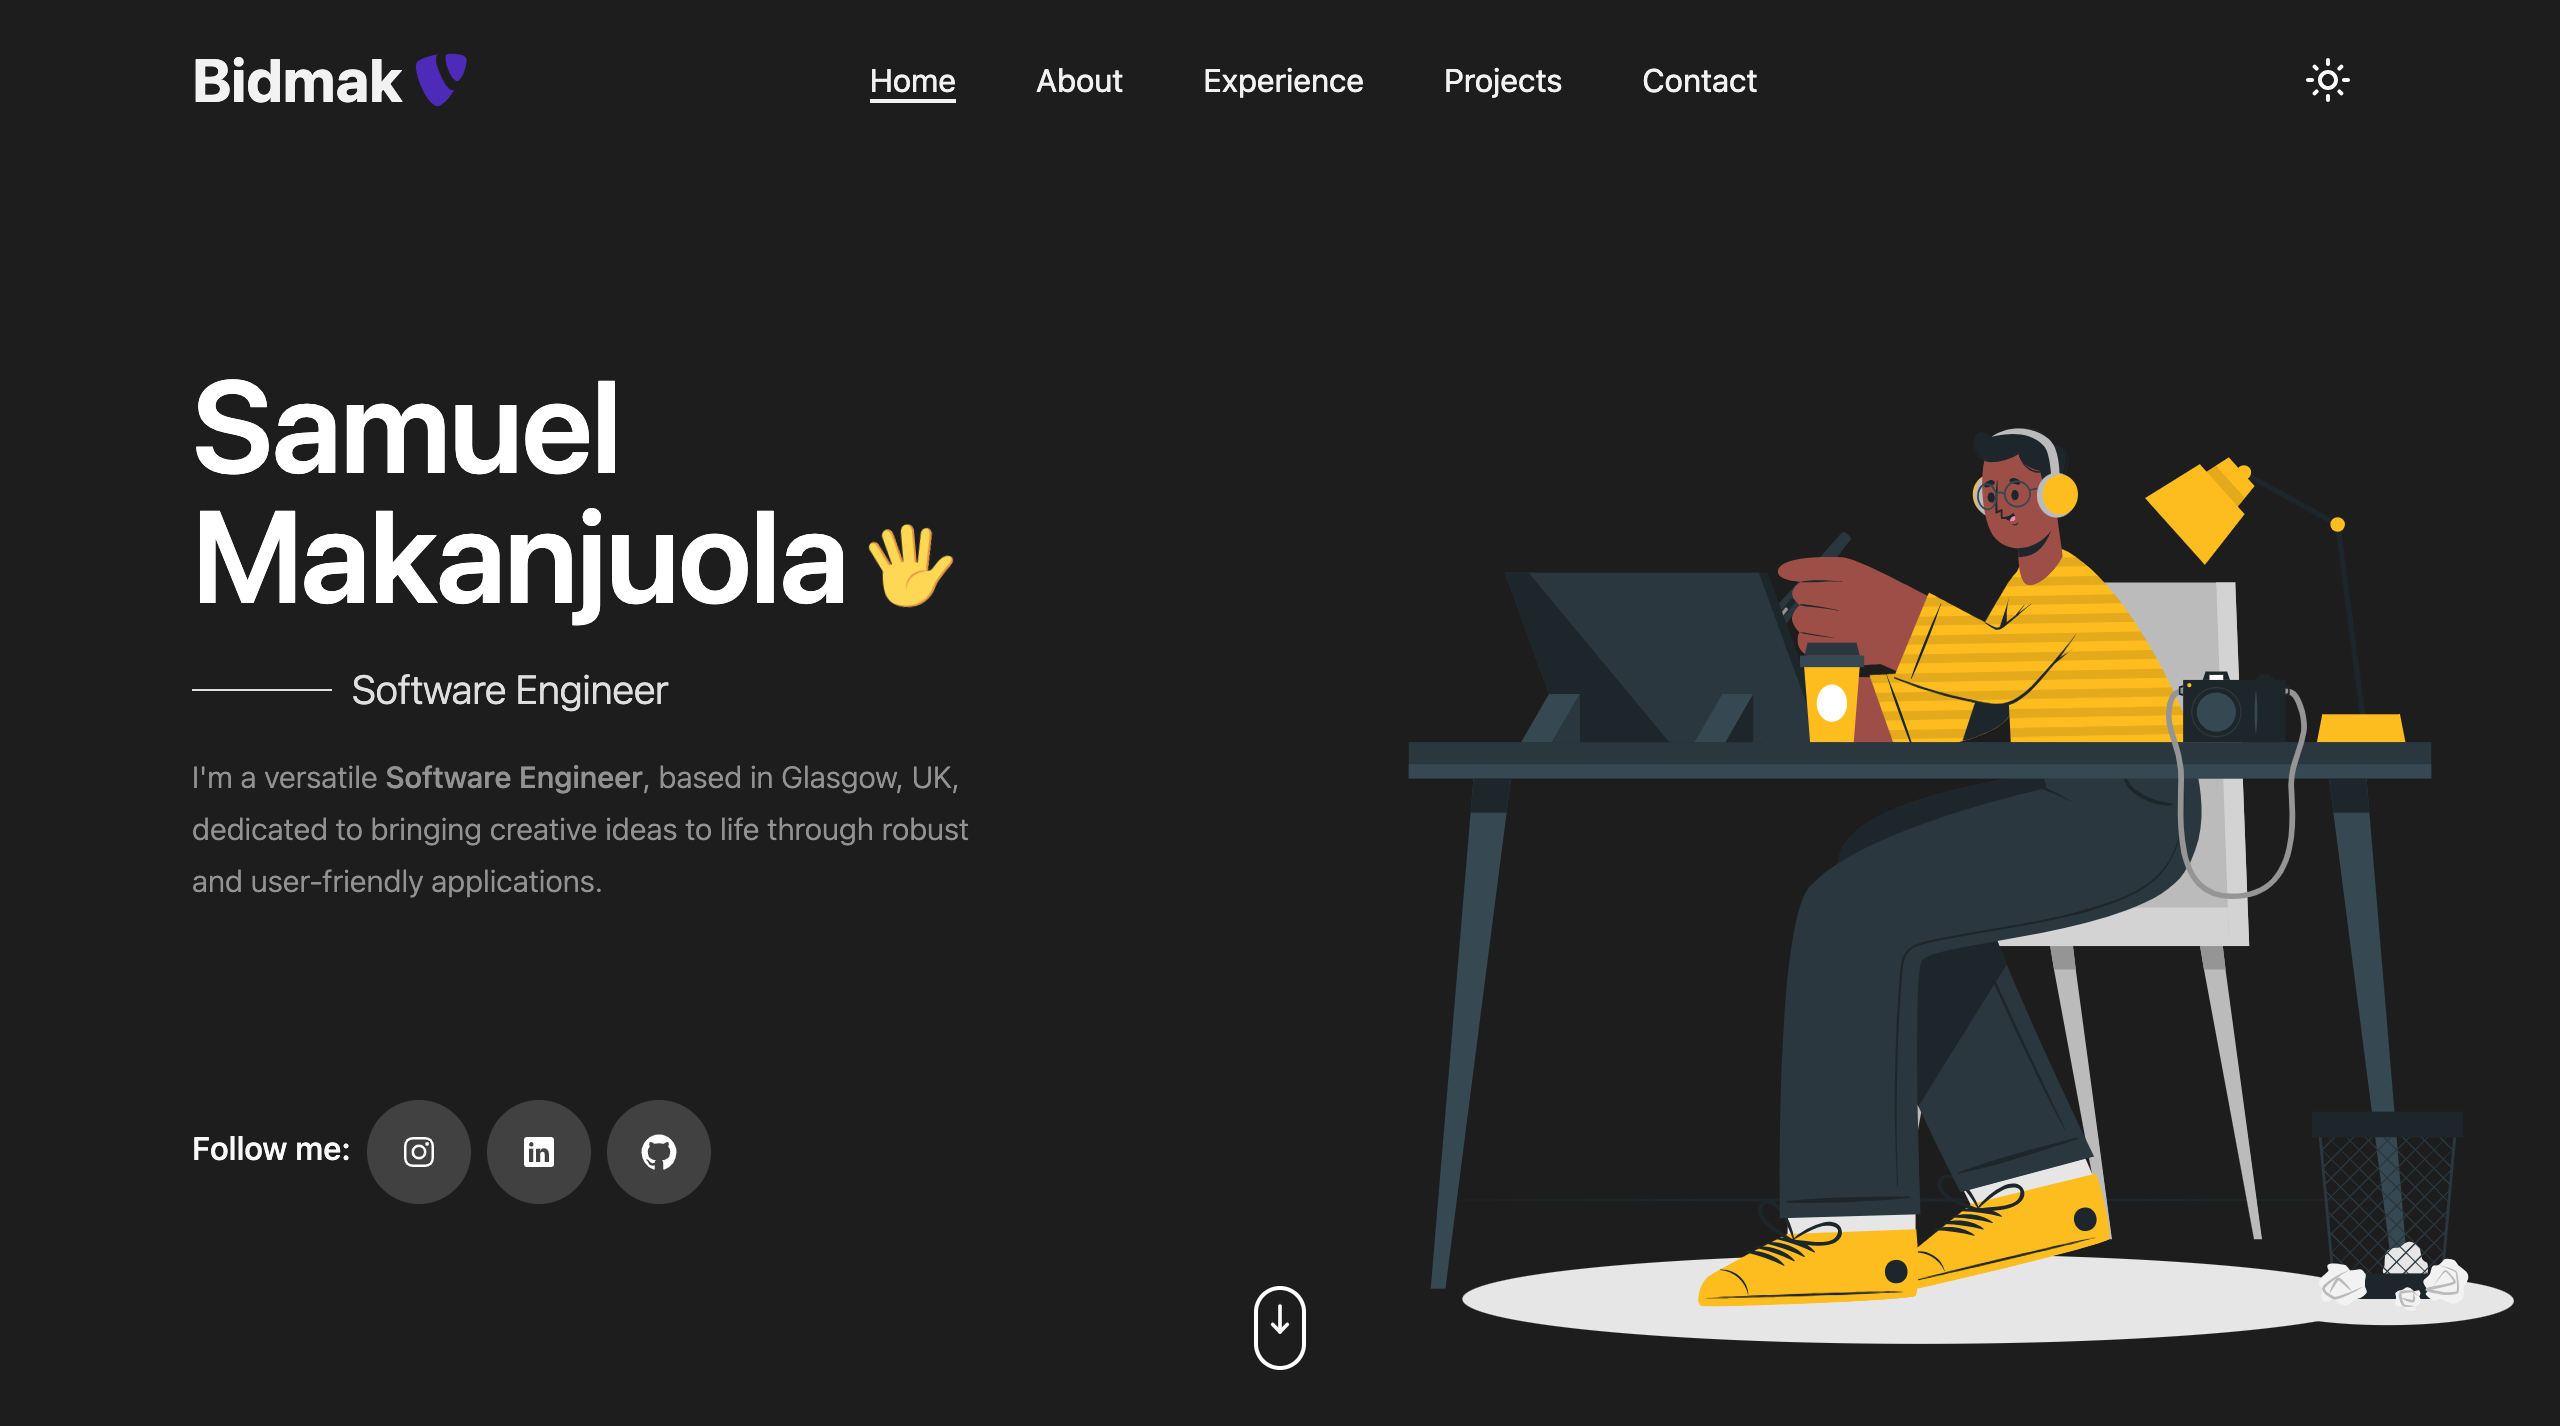 Bidmak
Home
About
Experience
Projects
Contact
Samuel
Makanjuola 🖐
Software Engineer
I'm a versatile Software Engineer, based in Glasgow, UK,
dedicated to bringing creative ideas to life through robust
and user-friendly applications.
Follow me: